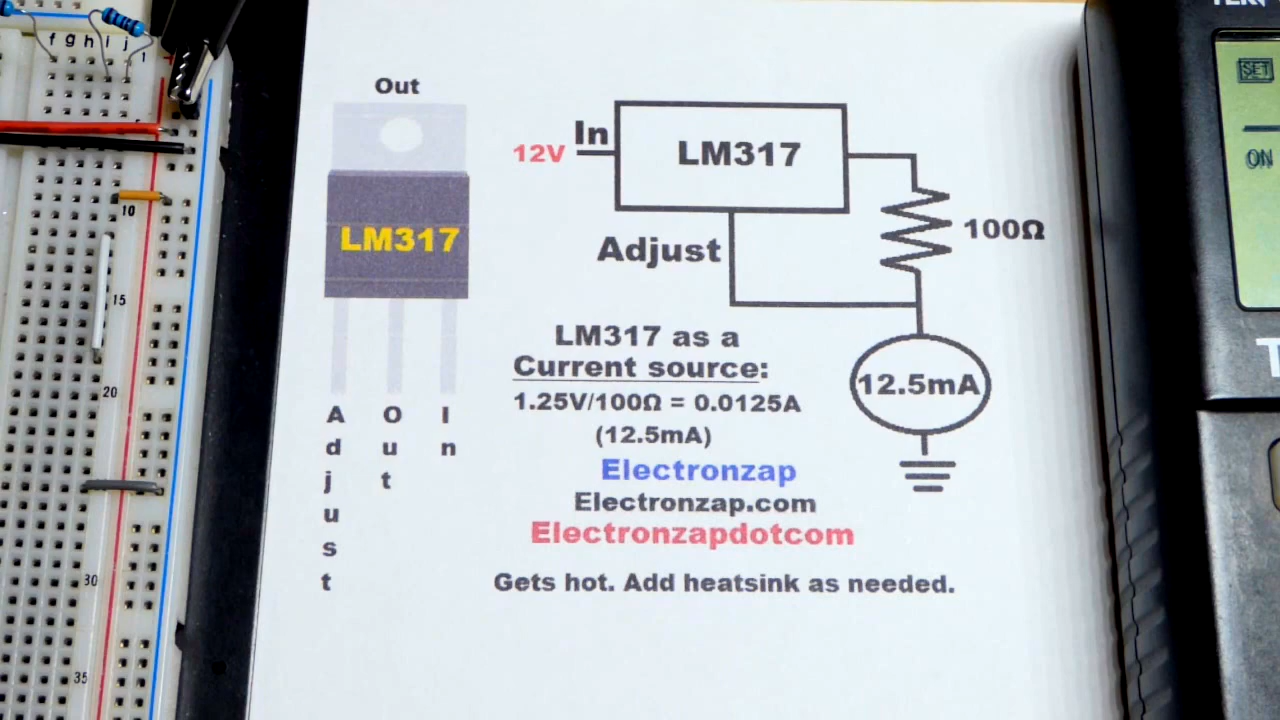 f g h i j
1
10
15
20
30
35
Out
LM317
A
d
j
u
s
t
O
u
t
I
n
In
12V
LM317
Adjust
100Ω
12.5mA
LM317 as a
Current source:
1.25V/100Ω = 0.0125A
(12.5mA)
Electronzap
Electronzap.com
Electronzapdotcom
Gets hot. Add heatsink as needed.
SET
ON